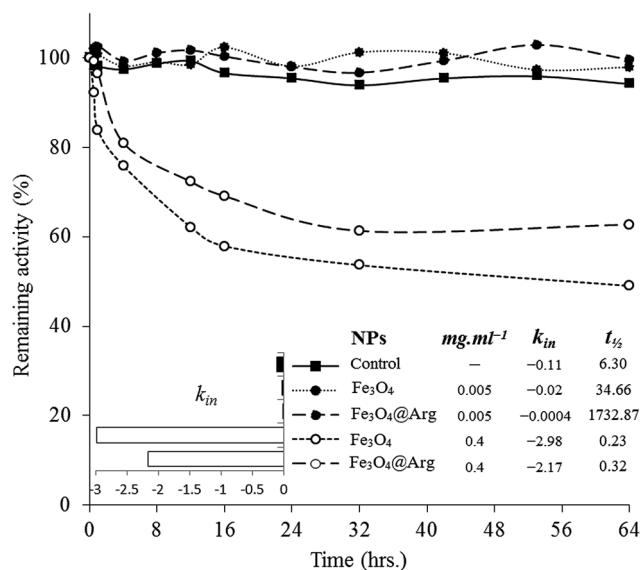 Remaining activity (%)
100
80
60
40
20
0
NPs mg.ml⁻¹ kᵢₙ t½
Control — −0.11 6.30
Fe₃O₄ 0.005 −0.02 34.66
Fe₃O₄@Arg 0.005 −0.0004 1732.87
Fe₃O₄ 0.4 −2.98 0.23
Fe₃O₄@Arg 0.4 −2.17 0.32
kᵢₙ
-3 -2.5 -2 -1.5 -1 -0.5 0
0 8 16 24 32 40 48 56 64
Time (hrs.)